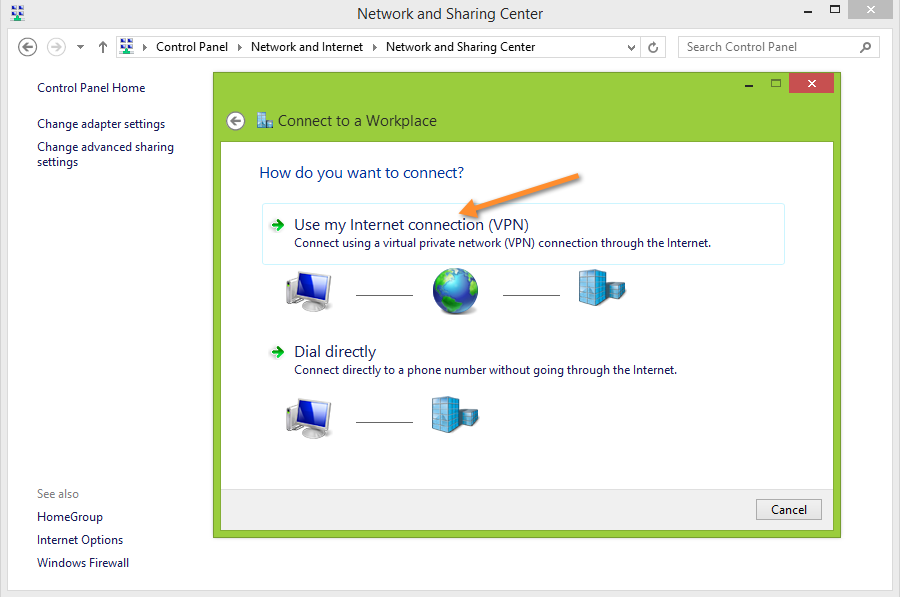 Network and Sharing Center
Control Panel Network and Internet Network and Sharing Center
Search Control Panel
Control Panel Home
Change adapter settings
Change advanced sharing
settings
See also
HomeGroup
Internet Options
Windows Firewall
Connect to a Workplace
How do you want to connect?
Use my Internet connection (VPN)
Connect using a virtual private network (VPN) connection through the Internet.
Dial directly
Connect directly to a phone number without going through the Internet.
Cancel